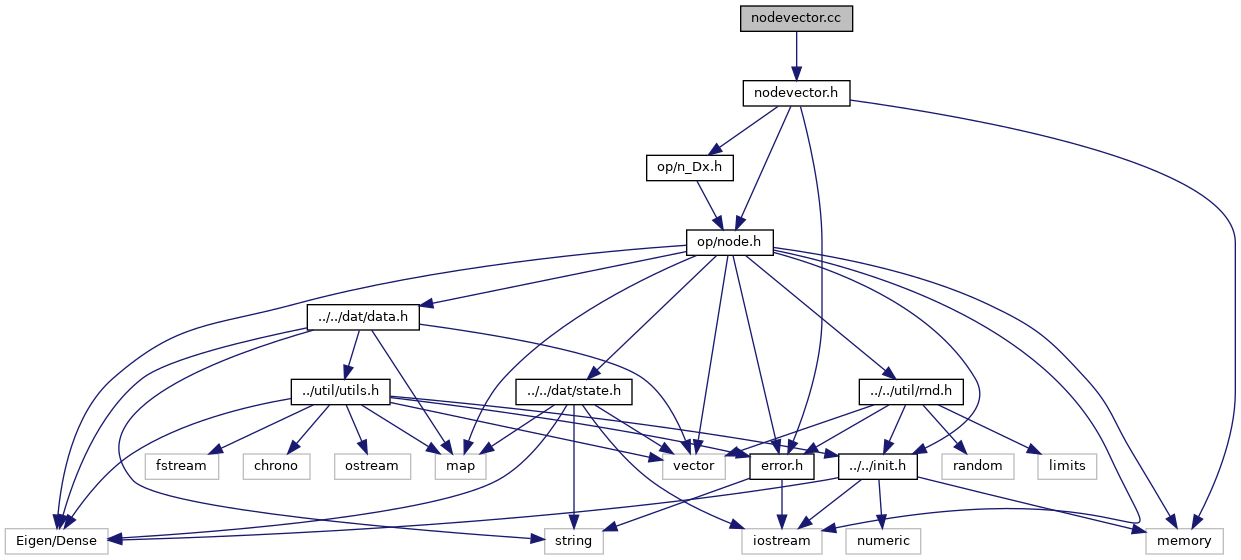 nodevector.cc
nodevector.h
op/n_Dx.h
op/node.h
../../dat/data.h
../util/utils.h
../../dat/state.h
../../util/rnd.h
fstream
chrono
ostream
map
vector
error.h
../../init.h
random
limits
Eigen/Dense
string
iostream
numeric
memory